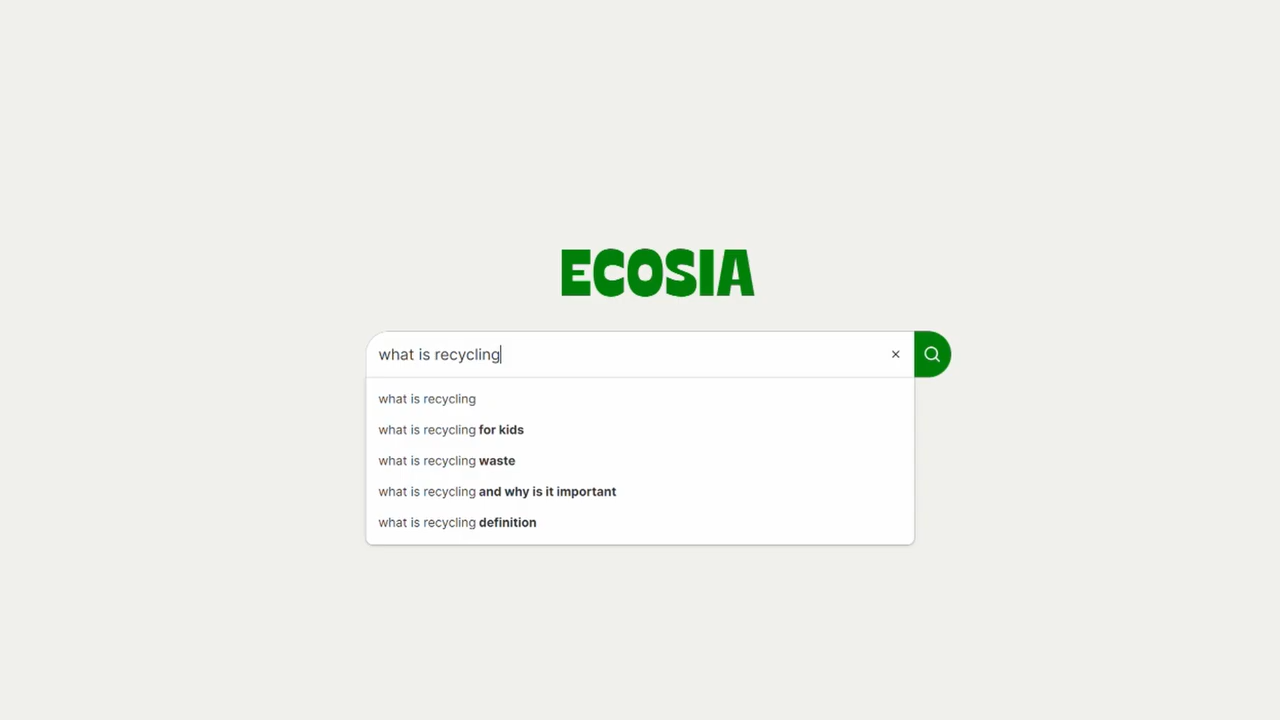 ECOSIA
what is recycling
what is recycling
what is recycling for kids
what is recycling waste
what is recycling and why is it important
what is recycling definition